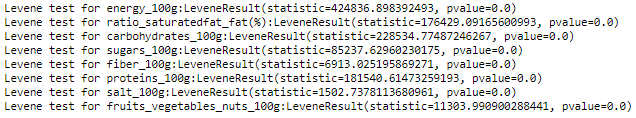 Levene test for energy_100g:LeveneResult(statistic=424836.898392493, pvalue=0.0)
Levene test for ratio_saturatedfat_fat(%):LeveneResult(statistic=176429.09165600993, pvalue=0.0)
Levene test for carbohydrates_100g:LeveneResult(statistic=228534.77487246267, pvalue=0.0)
Levene test for sugars_100g:LeveneResult(statistic=85237.62960230175, pvalue=0.0)
Levene test for fiber_100g:LeveneResult(statistic=6913.025195869271, pvalue=0.0)
Levene test for proteins_100g:LeveneResult(statistic=181540.61473259193, pvalue=0.0)
Levene test for salt_100g:LeveneResult(statistic=1502.7378113680961, pvalue=0.0)
Levene test for fruits_vegetables_nuts_100g:LeveneResult(statistic=11303.990900288441, pvalue=0.0)